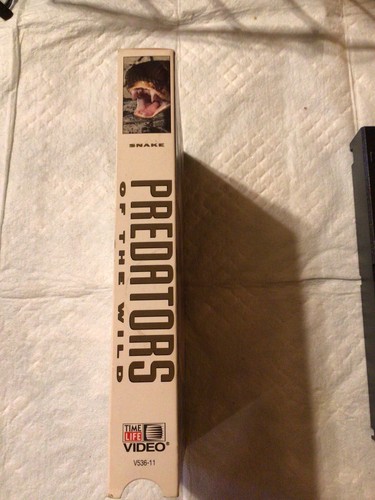 SNAKE
PREDATORS
OF THE WILD
TIME
LIFE
VIDEO®
V536-11